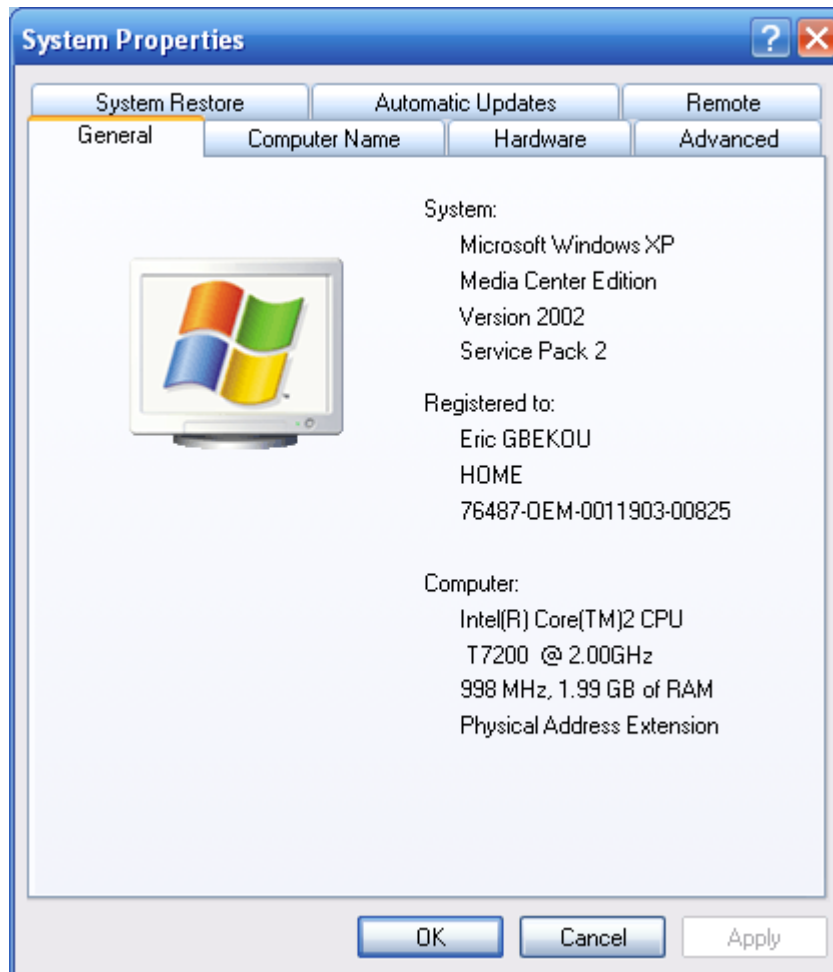 System Properties
System Restore Automatic Updates Remote
General Computer Name Hardware Advanced
System:
Microsoft Windows XP
Media Center Edition
Version 2002
Service Pack 2
Registered to:
Eric GBEKOU
HOME
76487-OEM-0011903-00825
Computer:
Intel(R) Core(TM)2 CPU
T7200 @ 2.00GHz
998 MHz, 1.99 GB of RAM
Physical Address Extension
OK Cancel Apply